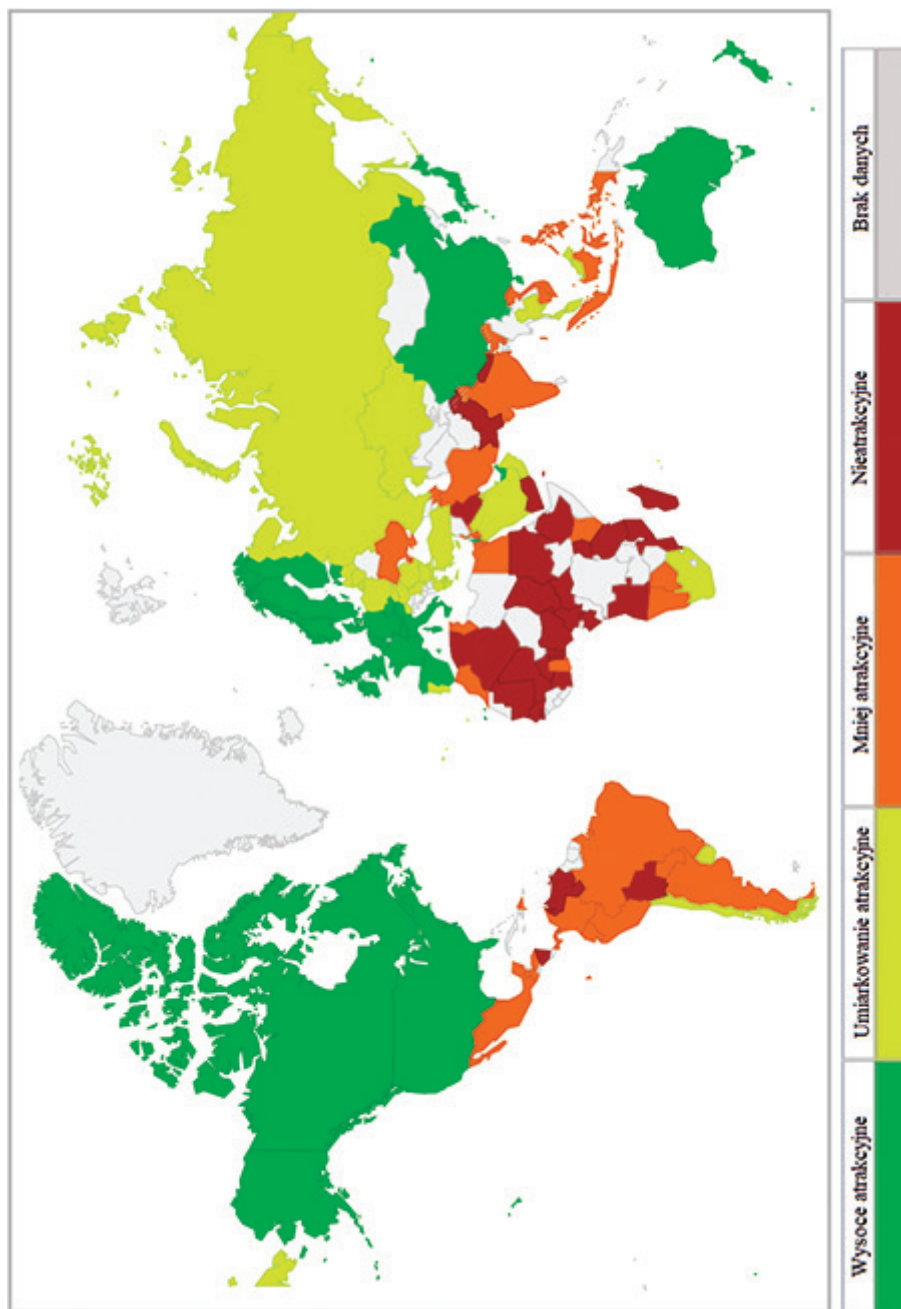 Wysoce atrakcyjne
Umiarkowanie atrakcyjne
Mniej atrakcyjne
Nieatrakcyjne
Brak danych